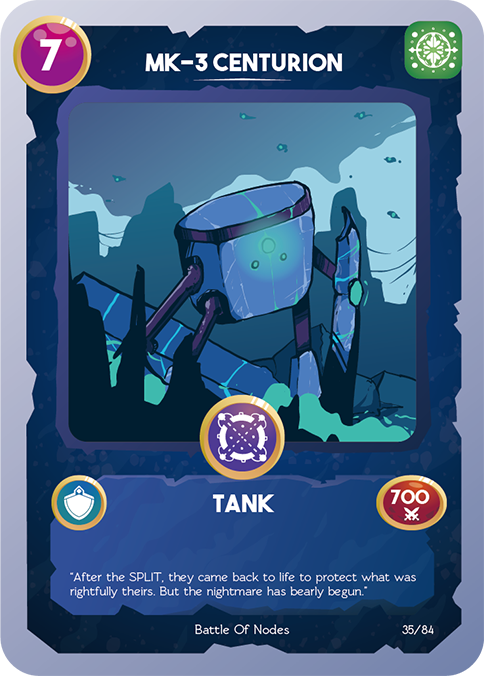 7
MK-3 CENTURION
TANK
700
"After the SPLIT, they came back to life to protect what was
rightfully theirs. But the nightmare has bearly begun."
Battle Of Nodes
35/84